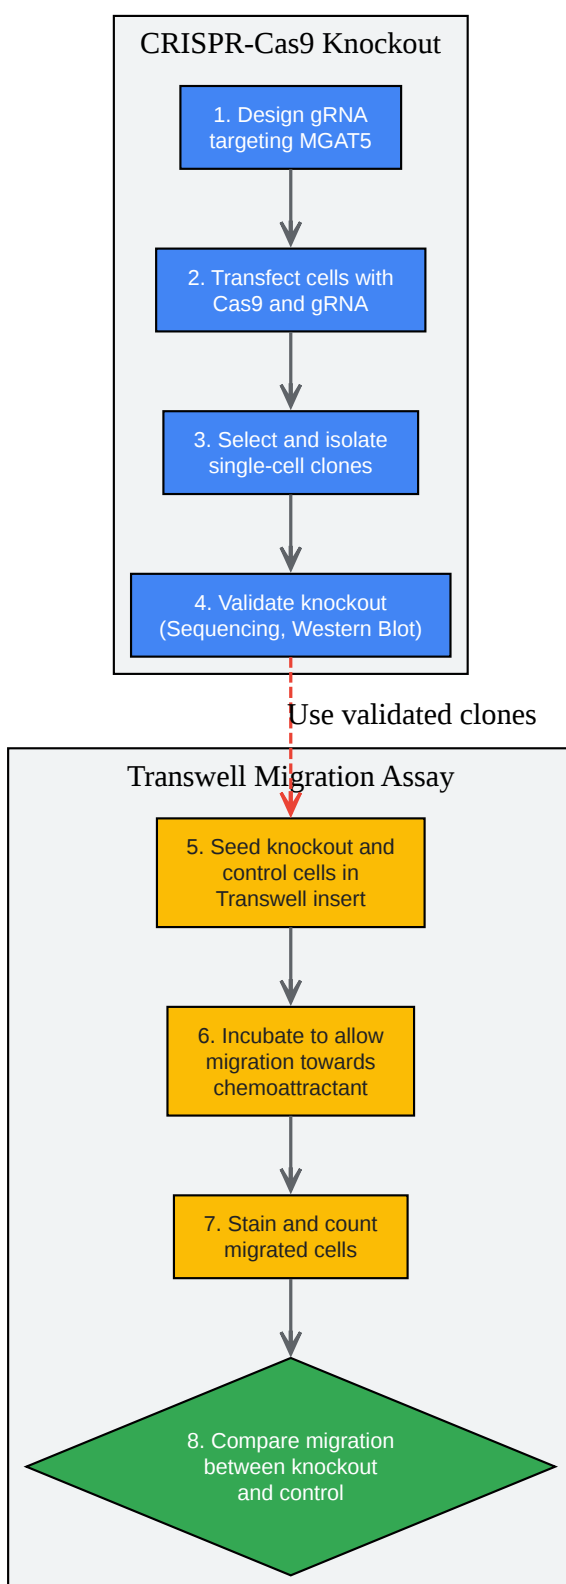 CRISPR-Cas9 Knockout
1. Design gRNA
targeting MGAT5
2. Transfect cells with
Cas9 and gRNA
3. Select and isolate
single-cell clones
4. Validate knockout
(Sequencing, Western Blot)
Use validated clones
Transwell Migration Assay
5. Seed knockout and
control cells in
Transwell insert
6. Incubate to allow
migration towards
chemoattractant
7. Stain and count
migrated cells
8. Compare migration
between knockout
and control